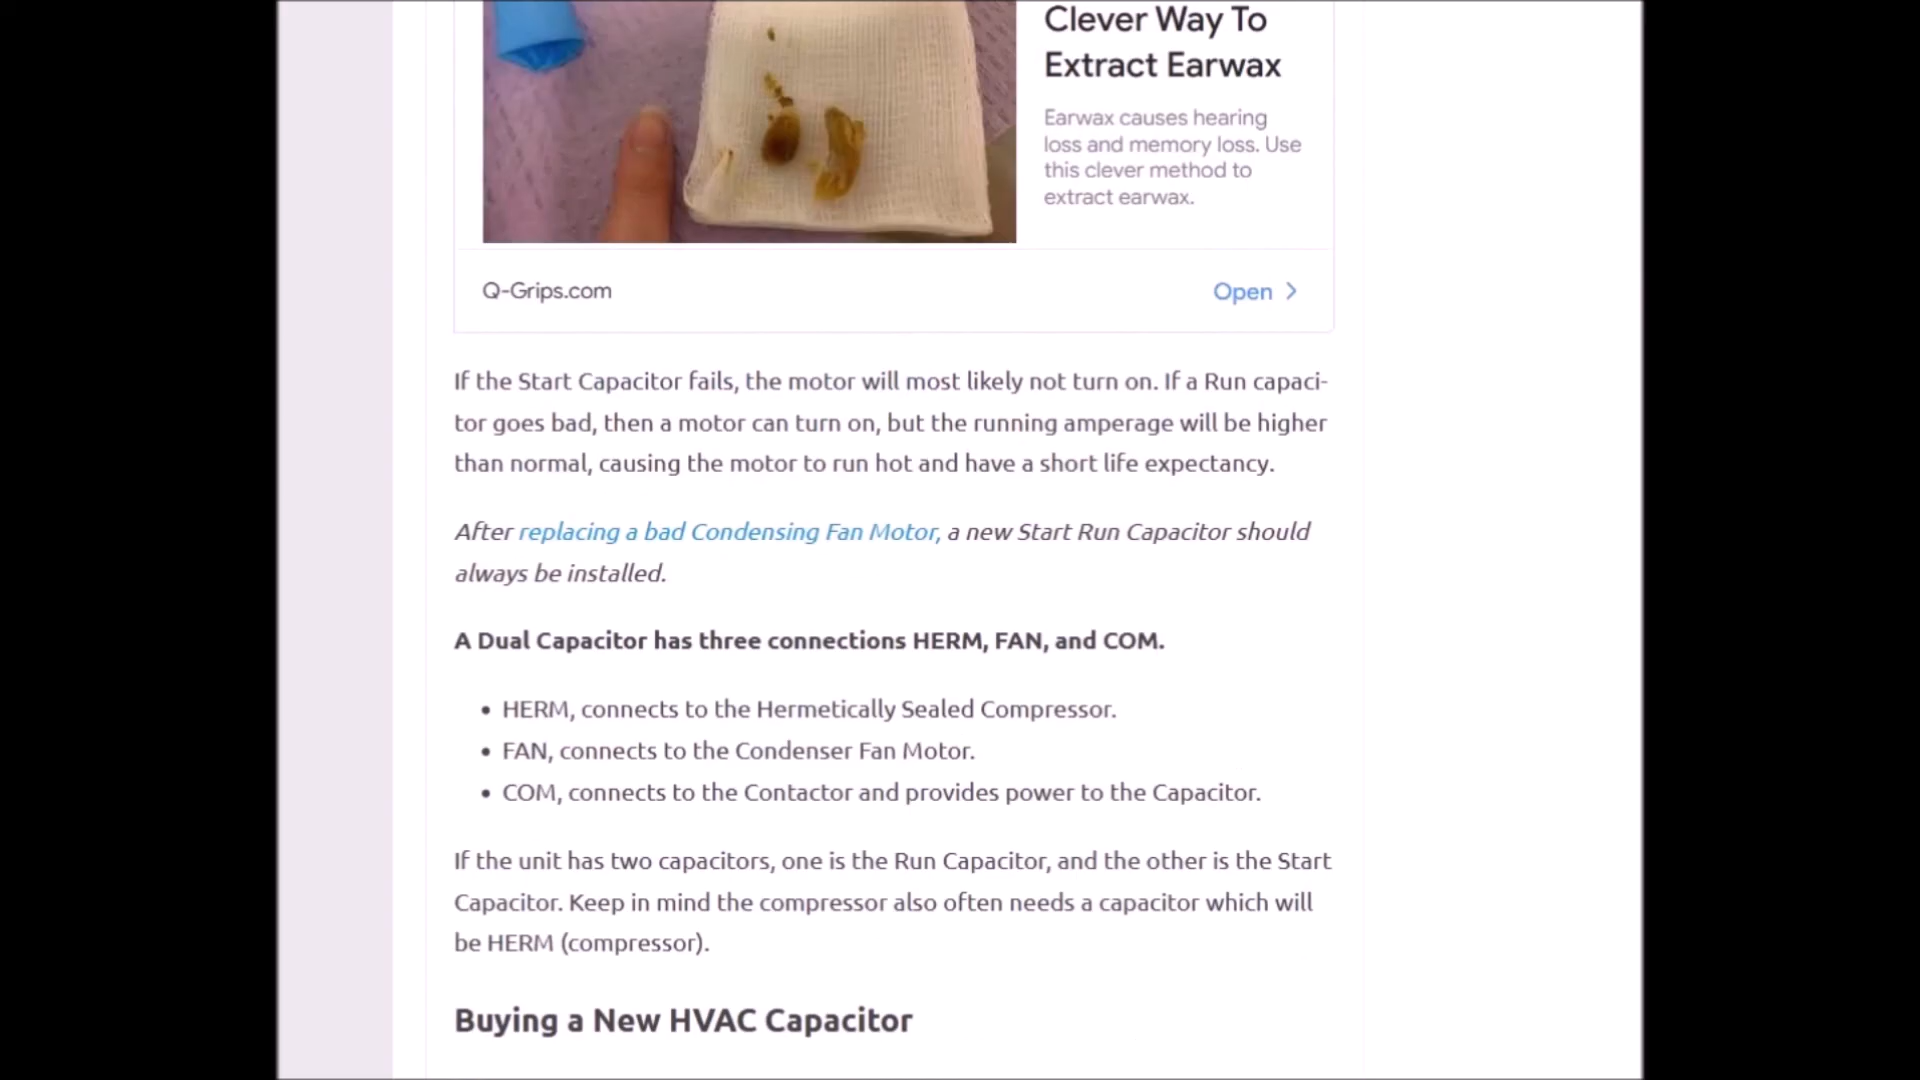 Clever Way To
Extract Earwax
Earwax causes hearing
loss and memory loss. Use
this clever method to
extract earwax.
Q-Grips.com
Open
If the Start Capacitor fails, the motor will most likely not turn on. If a Run capaci-
tor goes bad, then a motor can turn on, but the running amperage will be higher
than normal, causing the motor to run hot and have a short life expectancy.
After replacing a bad Condensing Fan Motor, a new Start Run Capacitor should
always be installed.
A Dual Capacitor has three connections HERM, FAN, and COM.
• HERM, connects to the Hermetically Sealed Compressor.
• FAN, connects to the Condenser Fan Motor.
• COM, connects to the Contactor and provides power to the Capacitor.
If the unit has two capacitors, one is the Run Capacitor, and the other is the Start
Capacitor. Keep in mind the compressor also often needs a capacitor which will
be HERM (compressor).
Buying a New HVAC Capacitor